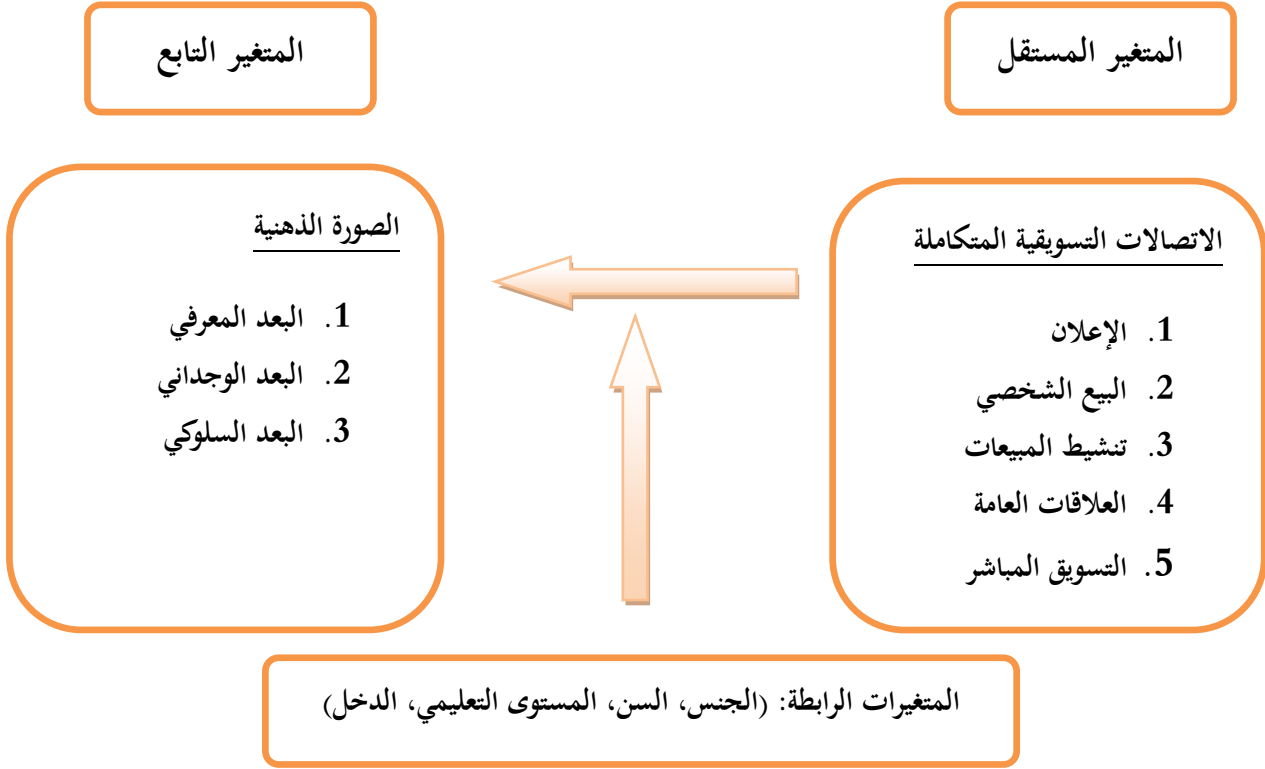 المتغير المستقل
المتغير التابع
الاتصالات التسويقية المتكاملة
1. الإعلان
2. البيع الشخصي
3. تنشيط المبيعات
4. العلاقات العامة
5. التسويق المباشر
الصورة الذهنية
1. البعد المعرفي
2. البعد الوجداني
3. البعد السلوكي
المتغيرات الرابطة: (الجنس، السن، المستوى التعليمي، الدخل)